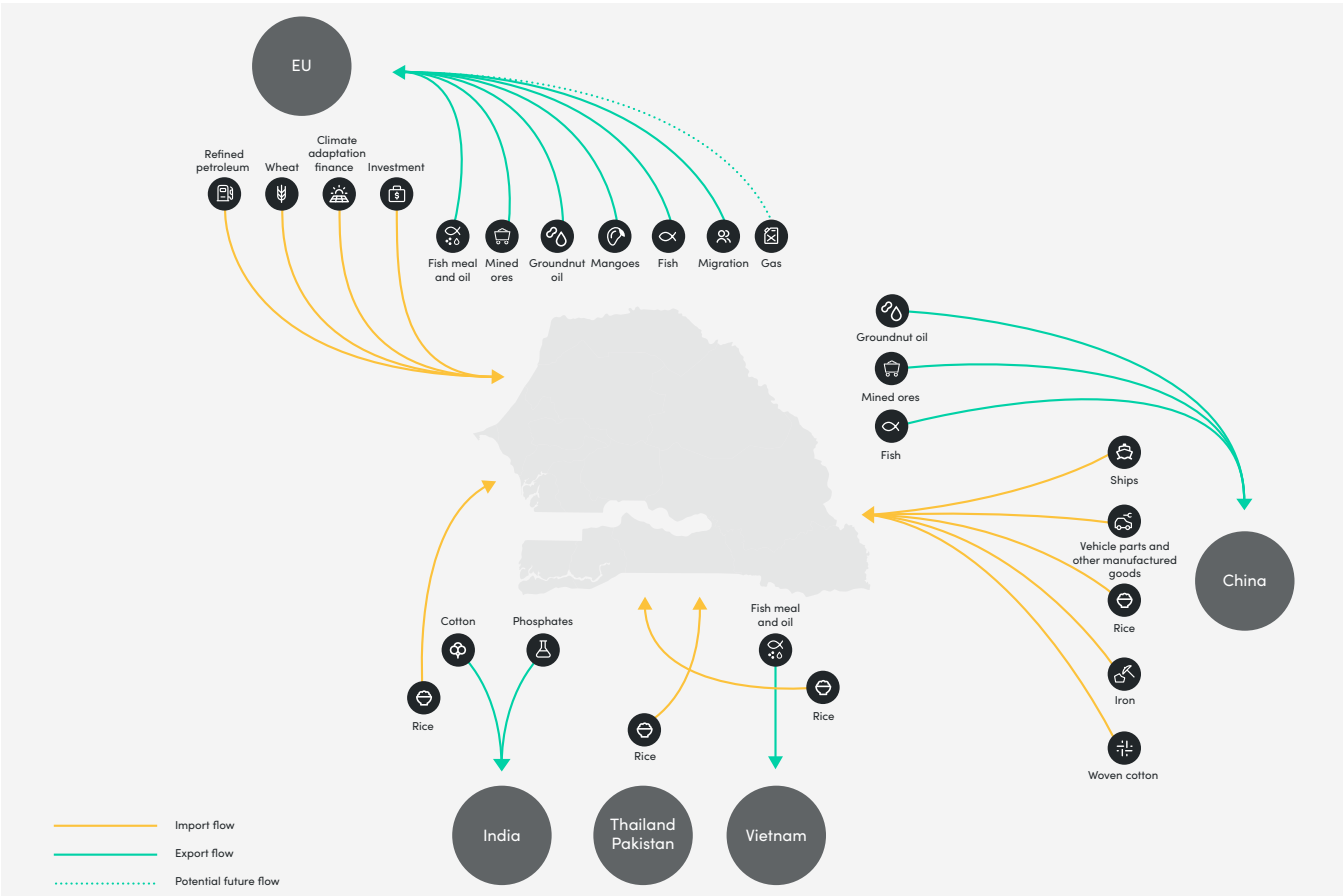 EU
Refined
petroleum
Wheat
Climate
adaptation
finance
Investment
Fish meal
and oil
Mined
ores
Groundnut
oil
Mangoes
Fish
Migration
Gas
Groundnut oil
Mined ores
Fish
Ships
Vehicle parts and
other manufactured
goods
Rice
Iron
Woven cotton
China
Rice
Cotton
Phosphates
Rice
Fish meal
and oil
Rice
India
Thailand
Pakistan
Vietnam
Import flow
Export flow
Potential future flow